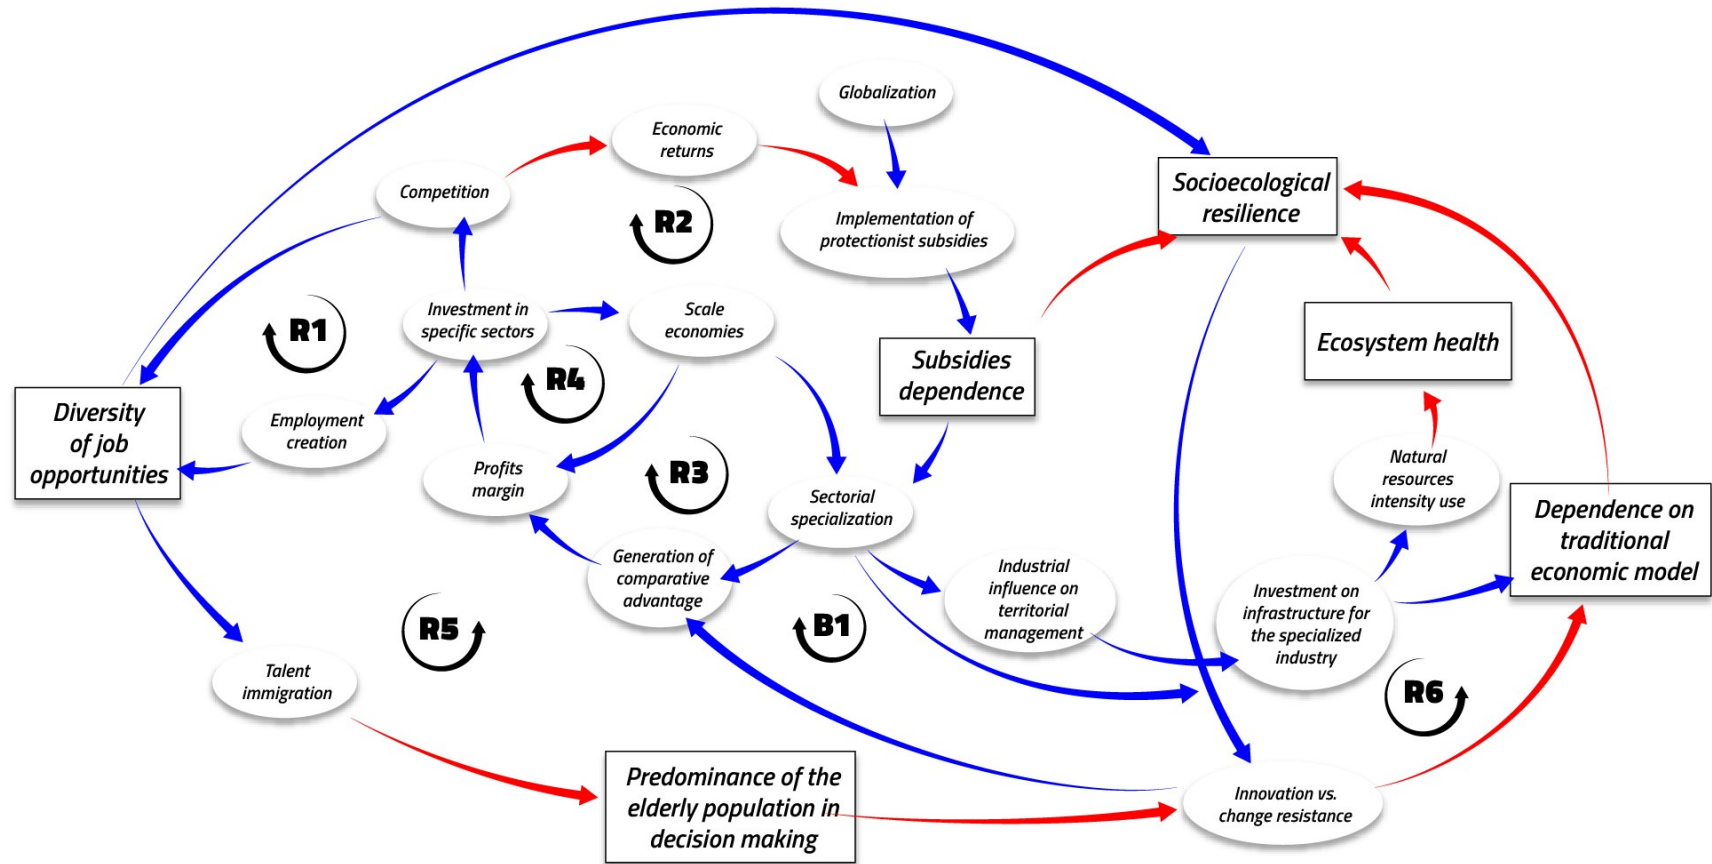 Globalization
Economic
returns
Competition
Socioecological
resilience
R2
Implementation of
protectionist subsidies
Investment in
specific sectors
Scale
economies
R1
Ecosystem health
R4
Subsidies
dependence
Diversity
of job
opportunities
Employment
creation
Profits
margin
R3
Natural
resources
intensity use
Sectorial
specialization
Dependence on
traditional
economic model
Generation of
comparative
advantage
Industrial
influence on
territorial
management
Investment on
infrastructure for
the specialized
industry
R5
B1
Talent
immigration
R6
Predominance of the
elderly population in
decision making
Innovation vs.
change resistance